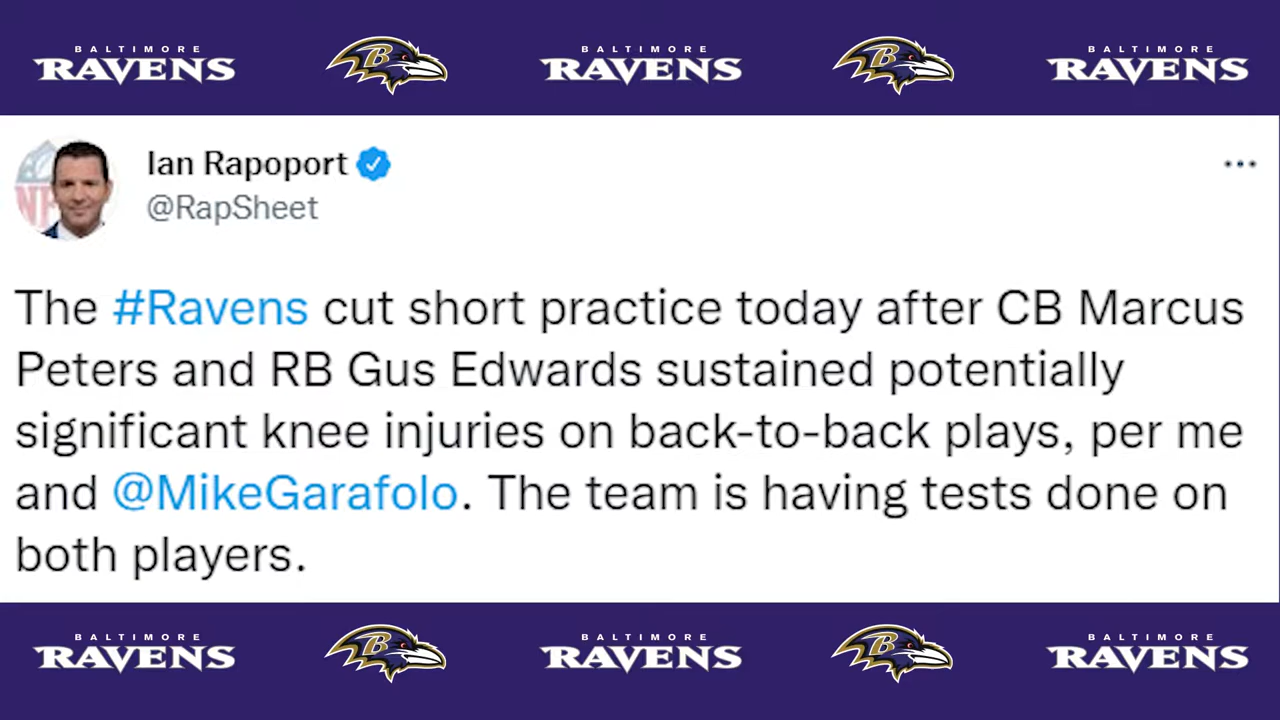 BALTIMORE BALTIMORE BALTIMORE
RAVENS B RAVENS B RAVENS
Ian Rapoport
@RapSheet
The #Ravens cut short practice today after CB Marcus
Peters and RB Gus Edwards sustained potentially
significant knee injuries on back-to-back plays, per me
and @MikeGarafolo. The team is having tests done on
both players.
BALTIMORE BALTIMORE BALTIMORE
RAVENS B RAVENS B RAVENS